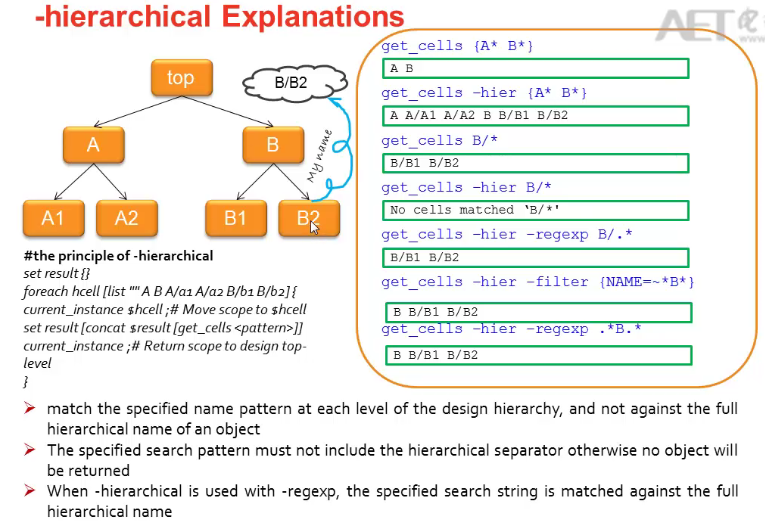 -hierarchical Explanations
AET
www
top
B/B2
A
B
My name
A1
A2
B1
B2
#the principle of -hierarchical
set result {}
foreach hcell [list "" A B A/a1 A/a2 B/b1 B/b2] {
current_instance $hcell ;# Move scope to $hcell
set result [concat $result [get_cells <pattern>]]
current_instance ;# Return scope to design top-
level
}
get_cells {A* B*}
A B
get_cells -hier {A* B*}
A A/A1 A/A2 B B/B1 B/B2
get_cells B/*
B/B1 B/B2
get_cells -hier B/*
No cells matched ‘B/*'
get_cells -hier -regexp B/.*
B/B1 B/B2
get_cells -hier -filter {NAME=~*B*}
B B/B1 B/B2
get_cells -hier -regexp .*B.*
B B/B1 B/B2
➢ match the specified name pattern at each level of the design hierarchy, and not against the full
hierarchical name of an object
➢ The specified search pattern must not include the hierarchical separator otherwise no object will
be returned
➢ When -hierarchical is used with -regexp, the specified search string is matched against the full
hierarchical name